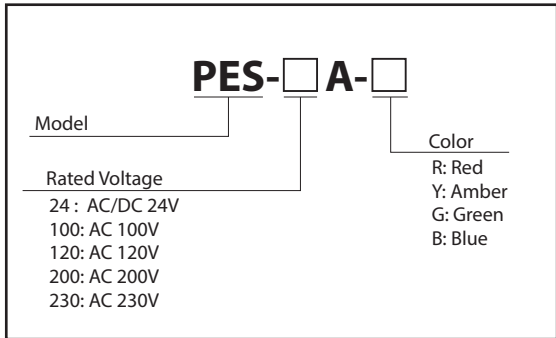 PES-□ A-□
Model
Rated Voltage
24 : AC/DC 24V
100: AC 100V
120: AC 120V
200: AC 200V
230: AC 230V
Color
R: Red
Y: Amber
G: Green
B: Blue